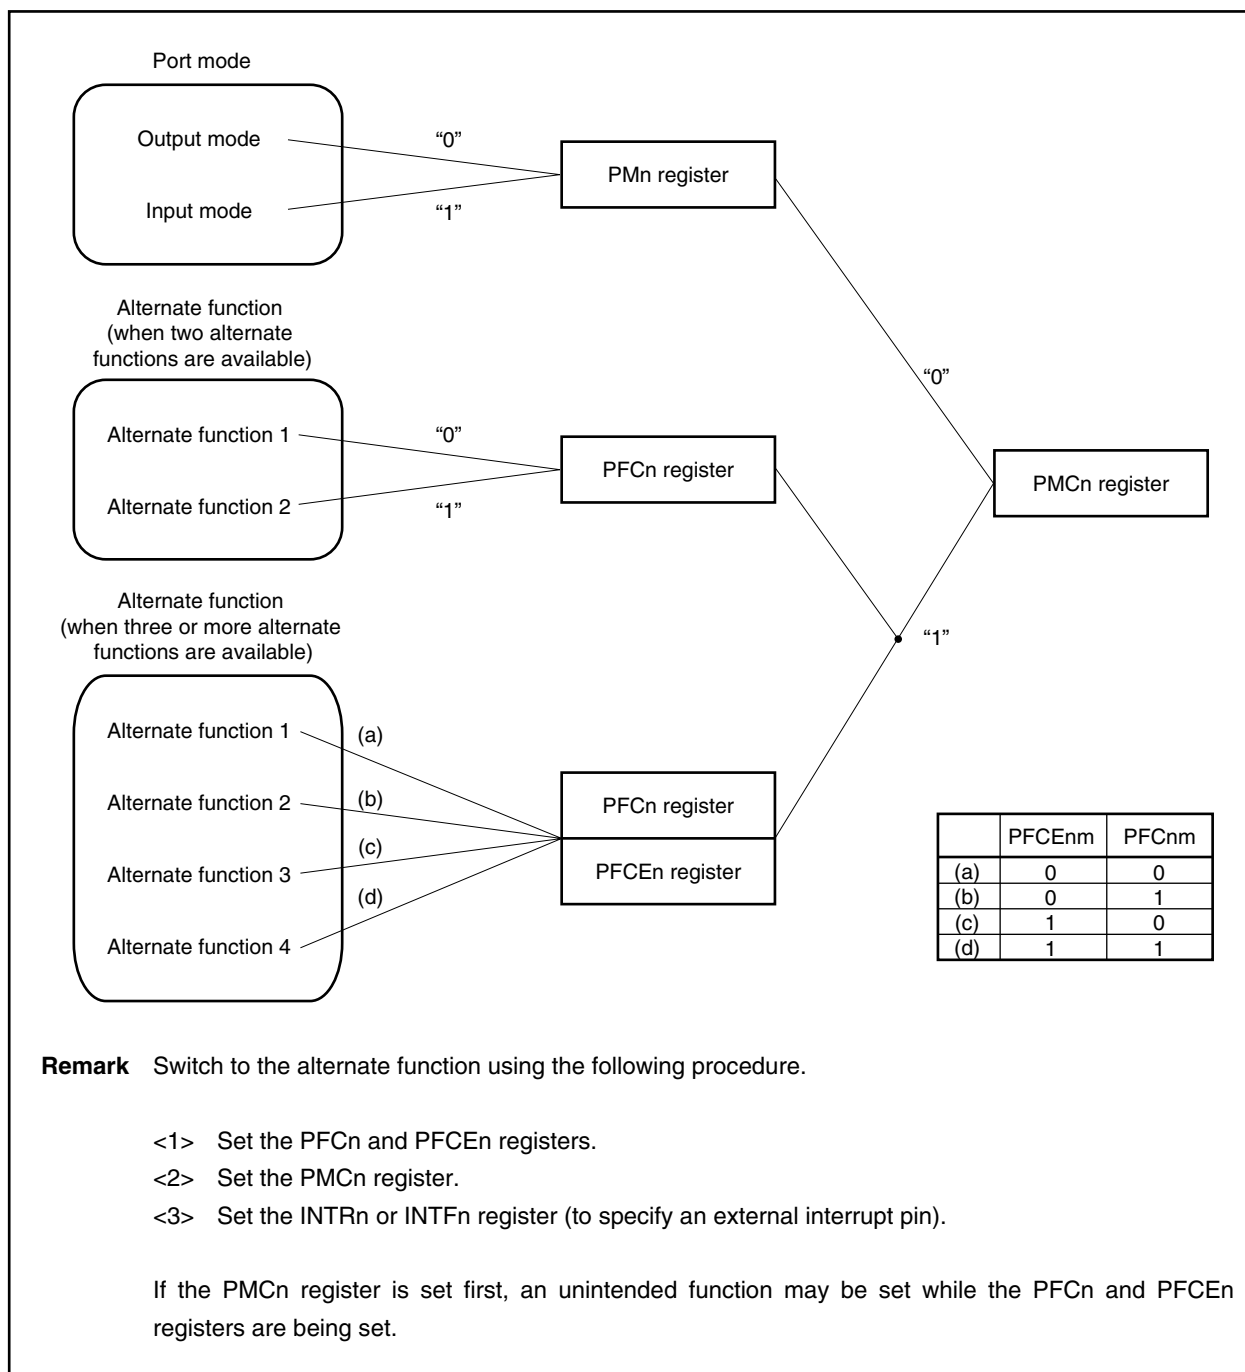 Port mode
Output mode
“0”
PMn register
Input mode
“1”
Alternate function
(when two alternate
functions are available)
“0”
Alternate function 1
“0”
PFCn register
PMCn register
Alternate function 2
“1”
Alternate function
(when three or more alternate
functions are available)
“1”
Alternate function 1
(a)
Alternate function 2
(b)
PFCn register
(c)
Alternate function 3
PFCEn register
(d)
Alternate function 4
PFCEnm PFCnm
(a) 0 0
(b) 0 1
(c) 1 0
(d) 1 1
Remark Switch to the alternate function using the following procedure.
<1> Set the PFCn and PFCEn registers.
<2> Set the PMCn register.
<3> Set the INTRn or INTFn register (to specify an external interrupt pin).
If the PMCn register is set first, an unintended function may be set while the PFCn and PFCEn
registers are being set.